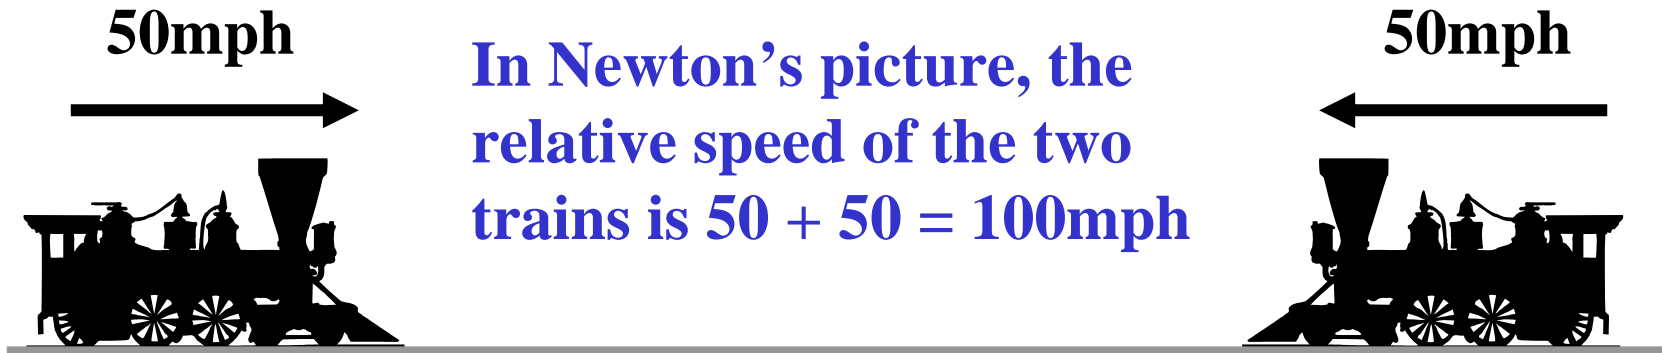 50mph
50mph
In Newton’s picture, the
relative speed of the two
trains is 50 + 50 = 100mph